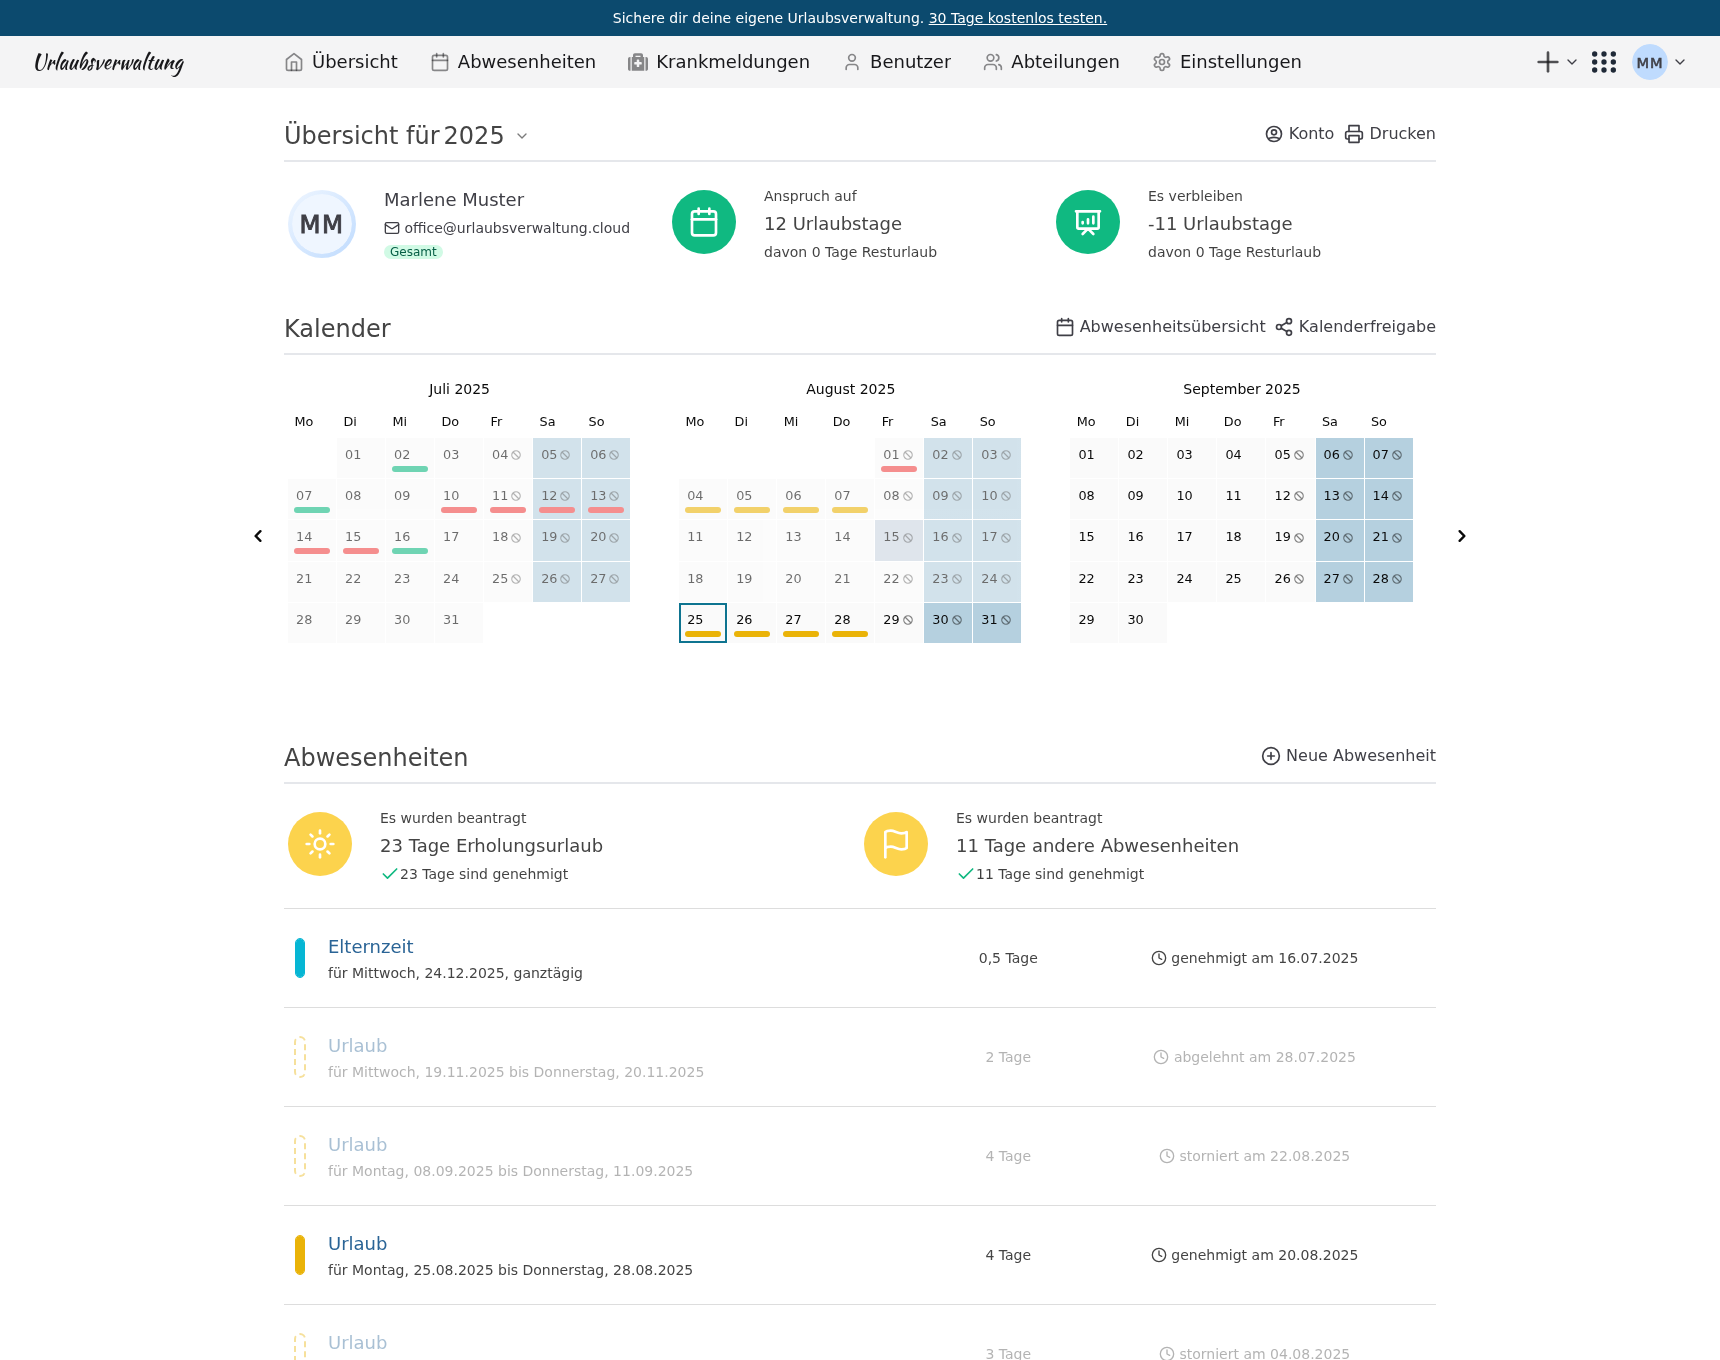 Sichere dir deine eigene Urlaubsverwaltung. 30 Tage kostenlos testen.
Urlaubsverwaltung Übersicht Abwesenheiten Krankmeldungen Benutzer Abteilungen Einstellungen MM
Übersicht für 2025 Konto Drucken
MM
Marlene Muster
office@urlaubsverwaltung.cloud
Gesamt
Anspruch auf
12 Urlaubstage
davon 0 Tage Resturlaub
Es verbleiben
-11 Urlaubstage
davon 0 Tage Resturlaub
Kalender Abwesenheitsübersicht Kalenderfreigabe
Juli 2025
Mo Di Mi Do Fr Sa So
01 02 03 04 05 06
07 08 09 10 11 12 13
14 15 16 17 18 19 20
21 22 23 24 25 26 27
28 29 30 31
August 2025
Mo Di Mi Do Fr Sa So
01 02 03
04 05 06 07 08 09 10
11 12 13 14 15 16 17
18 19 20 21 22 23 24
25 26 27 28 29 30 31
September 2025
Mo Di Mi Do Fr Sa So
01 02 03 04 05 06 07
08 09 10 11 12 13 14
15 16 17 18 19 20 21
22 23 24 25 26 27 28
29 30
Abwesenheiten Neue Abwesenheit
Es wurden beantragt
23 Tage Erholungsurlaub
23 Tage sind genehmigt
Es wurden beantragt
11 Tage andere Abwesenheiten
11 Tage sind genehmigt
Elternzeit
für Mittwoch, 24.12.2025, ganztägig
0,5 Tage
genehmigt am 16.07.2025
Urlaub
für Mittwoch, 19.11.2025 bis Donnerstag, 20.11.2025
2 Tage
abgelehnt am 28.07.2025
Urlaub
für Montag, 08.09.2025 bis Donnerstag, 11.09.2025
4 Tage
storniert am 22.08.2025
Urlaub
für Montag, 25.08.2025 bis Donnerstag, 28.08.2025
4 Tage
genehmigt am 20.08.2025
Urlaub
3 Tage
storniert am 04.08.2025